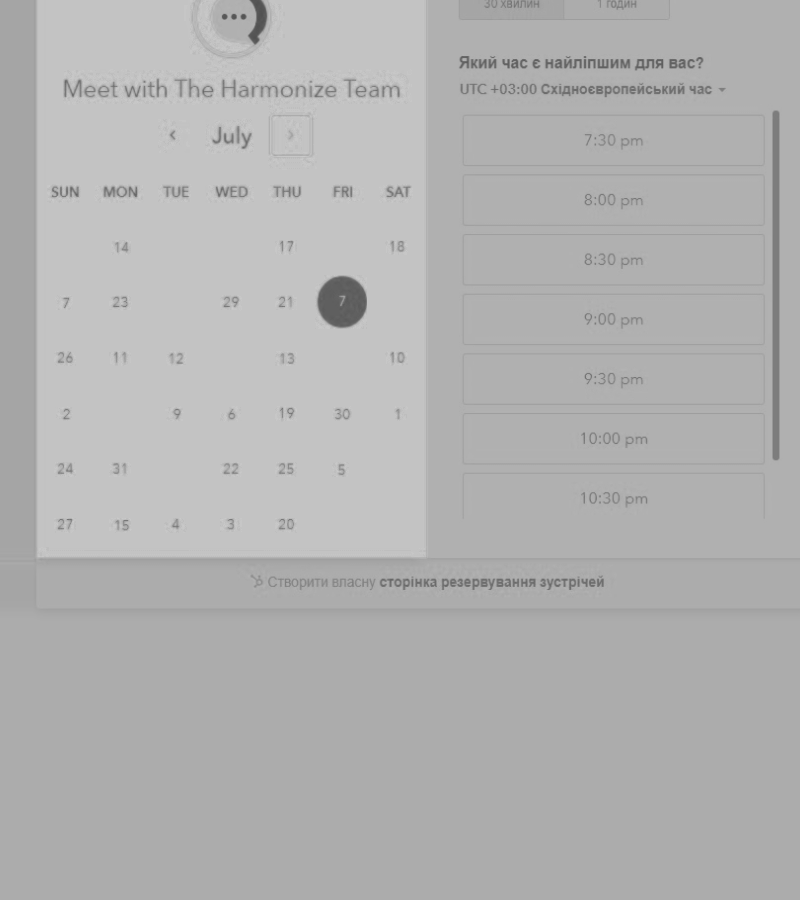 30 хвилин 1 годин
Meet with The Harmonize Team
‹ July ›
SUN MON TUE WED THU FRI SAT
14 17 18
7 23 29 21 7
26 11 12 13 10
2 9 6 19 30 1
24 31 22 25 5
27 15 4 3 20
Який час є найліпшим для вас?
UTC +03:00 Східноєвропейський час
7:30 pm
8:00 pm
8:30 pm
9:00 pm
9:30 pm
10:00 pm
10:30 pm
Створити власну сторінка резервування зустрічей